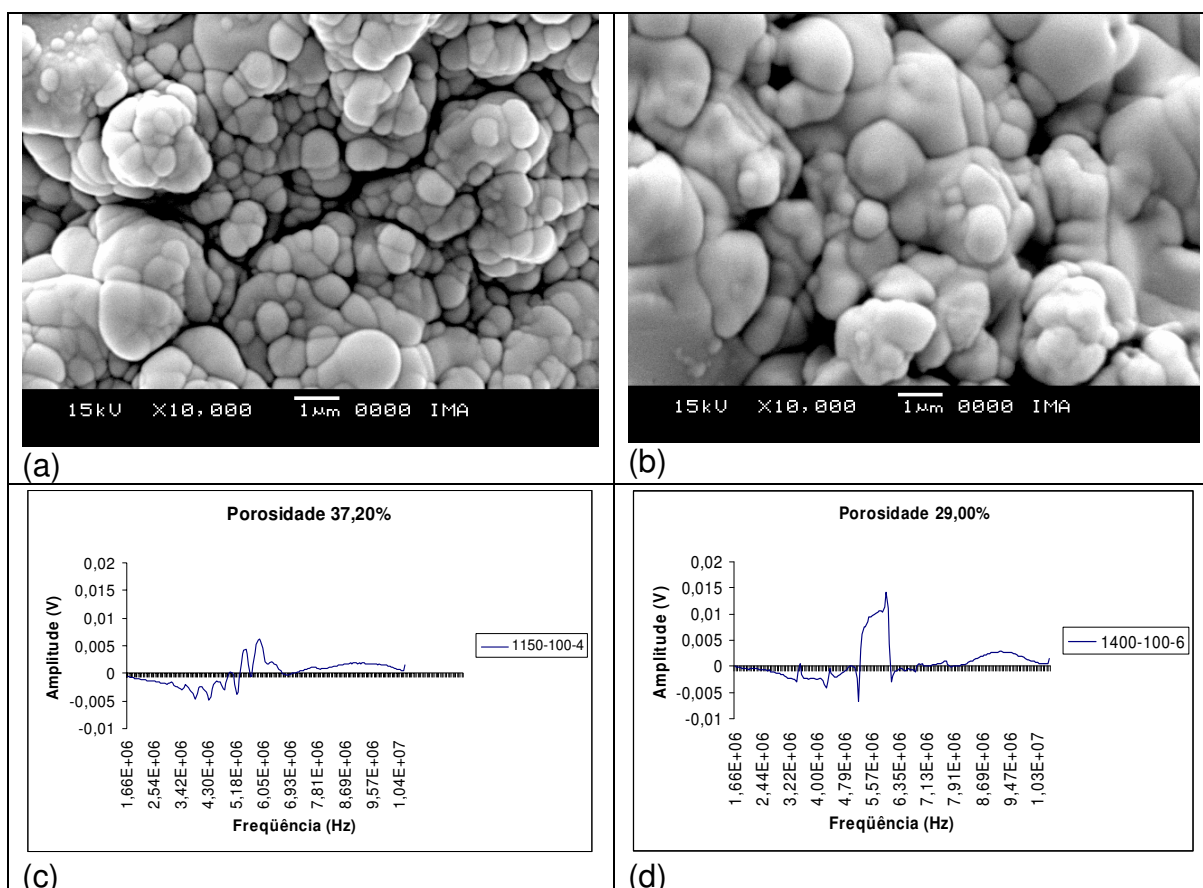 15kV X10,000 1µm 0000 IMA
(a)
15kV X10,000 1µm 0000 IMA
(b)
Porosidade 37,20%
Amplitude (V)
0,02
0,015
0,01
0,005
0
-0,005
-0,01
1,66E+06
2,54E+06
3,42E+06
4,30E+06
5,18E+06
6,05E+06
6,93E+06
7,81E+06
8,69E+06
9,57E+06
1,04E+07
Freqüência (Hz)
1150-100-4
(c)
Porosidade 29,00%
Amplitude (V)
0,02
0,015
0,01
0,005
0
-0,005
-0,01
1,66E+06
2,44E+06
3,22E+06
4,00E+06
4,79E+06
5,57E+06
6,35E+06
7,13E+06
7,91E+06
8,69E+06
9,47E+06
1,03E+07
Freqüência (Hz)
1400-100-6
(d)